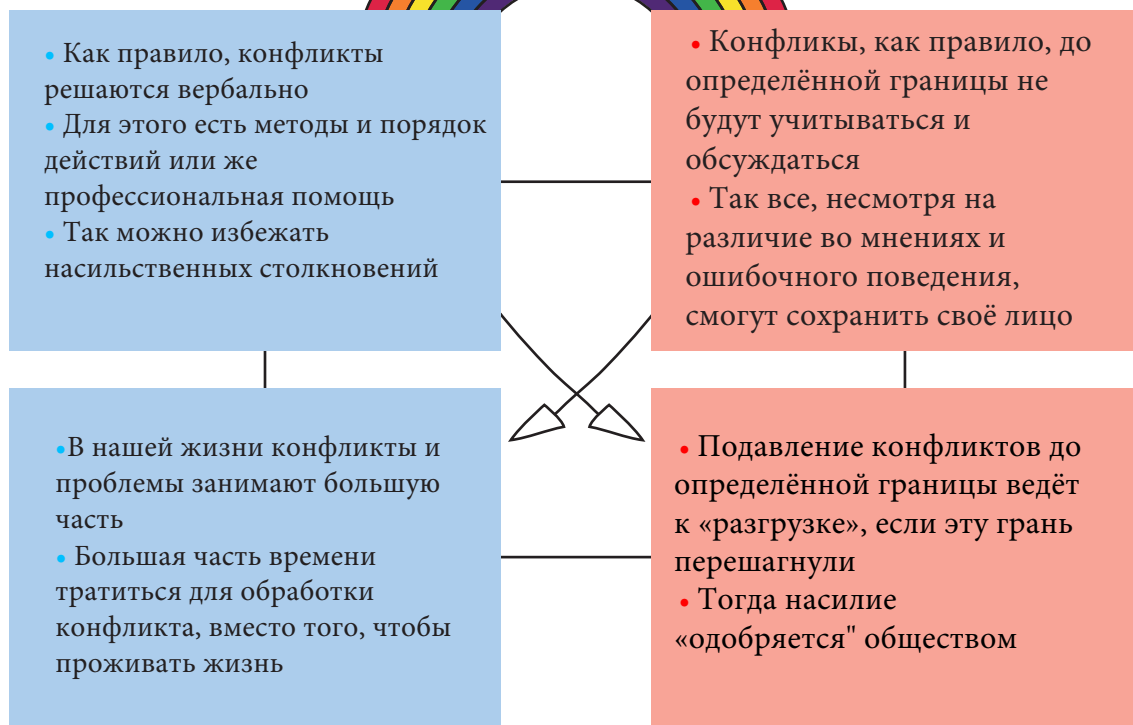 • Как правило, конфликты
решаются вербально
• Для этого есть методы и порядок
действий или же
профессиональная помощь
• Так можно избежать
насильственных столкновений
• Конфликы, как правило, до
определённой границы не
будут учитываться и
обсуждаться
• Так все, несмотря на
различие во мнениях и
ошибочного поведения,
смогут сохранить своё лицо
•В нашей жизни конфликты и
проблемы занимают большую
часть
• Большая часть времени
тратиться для обработки
конфликта, вместо того, чтобы
проживать жизнь
• Подавление конфликтов до
определённой границы ведёт
к «разгрузке», если эту грань
перешагнули
• Тогда насилие
«одобряется" обществом